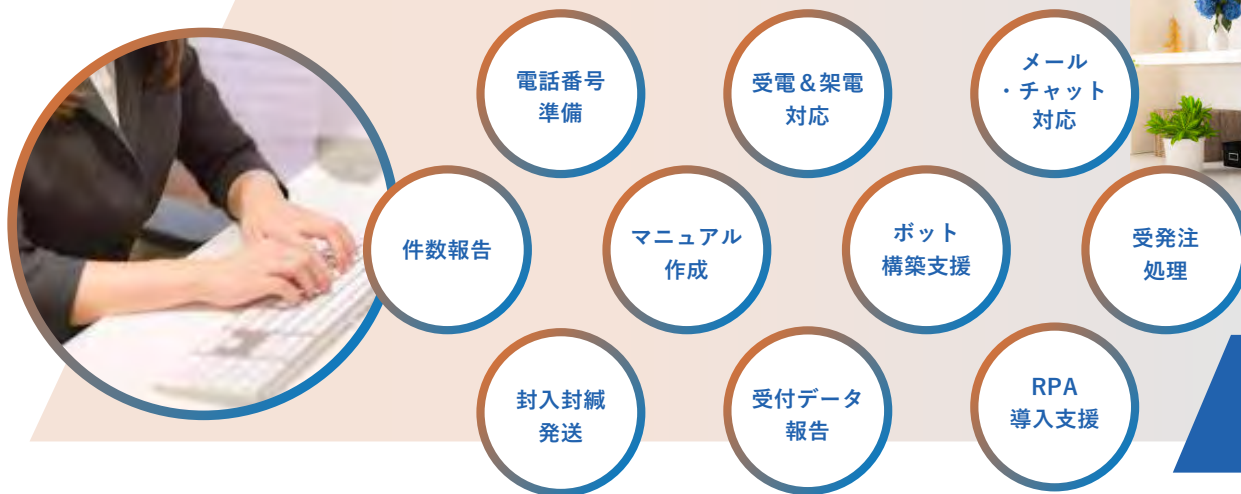 電話番号
準備
受電＆架電
対応
メール
・チャット
対応
件数報告
マニュアル
作成
ボット
構築支援
受発注
処理
封入封緘
発送
受付データ
報告
RPA
導入支援